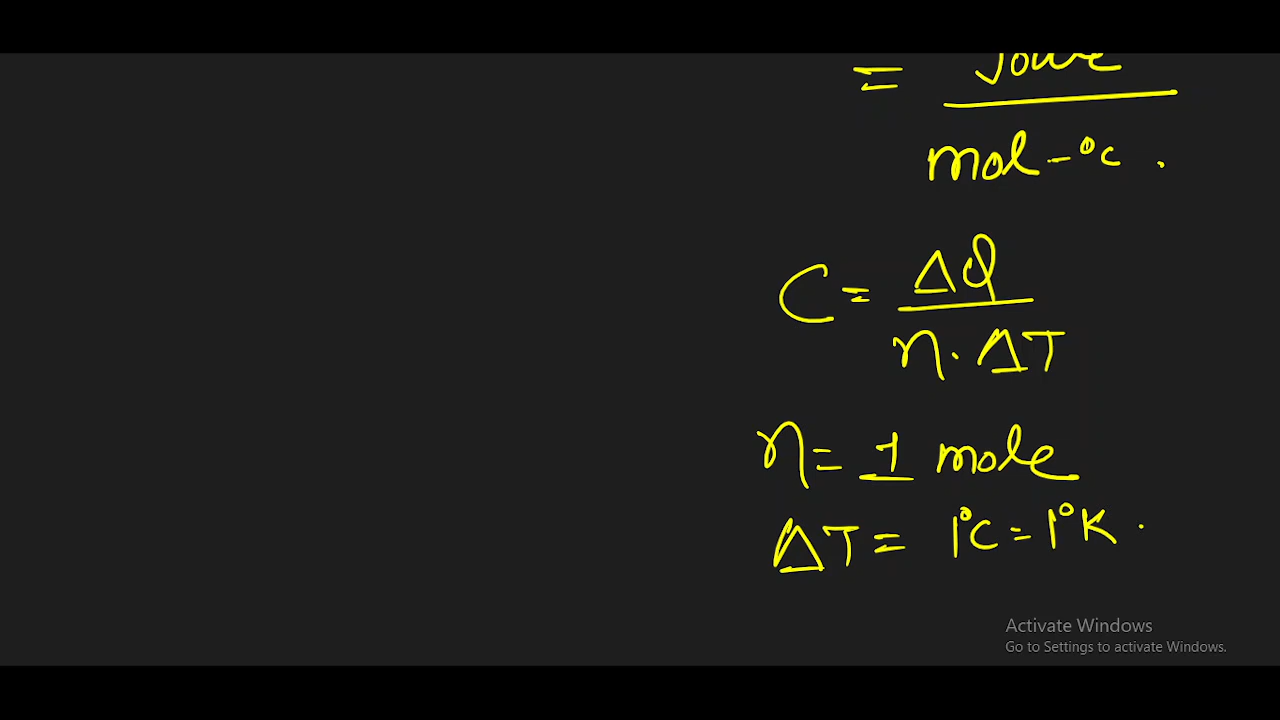 = Joule
mol-°c .
C = ΔQ
n. ΔT
n = 1 mole
ΔT = 1°C = 1°K .
Activate Windows
Go to Settings to activate Windows.